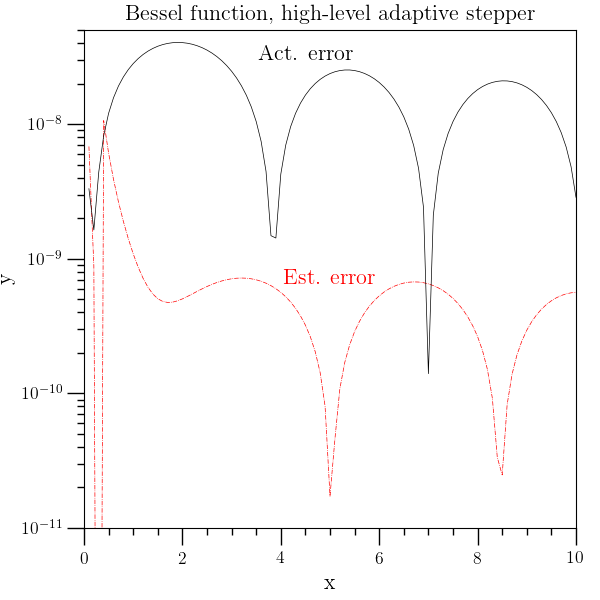 Bessel function, high-level adaptive stepper
Act. error
10⁻⁸
10⁻⁹
Est. error
y
10⁻¹⁰
10⁻¹¹
0 2 4 6 8 10
x